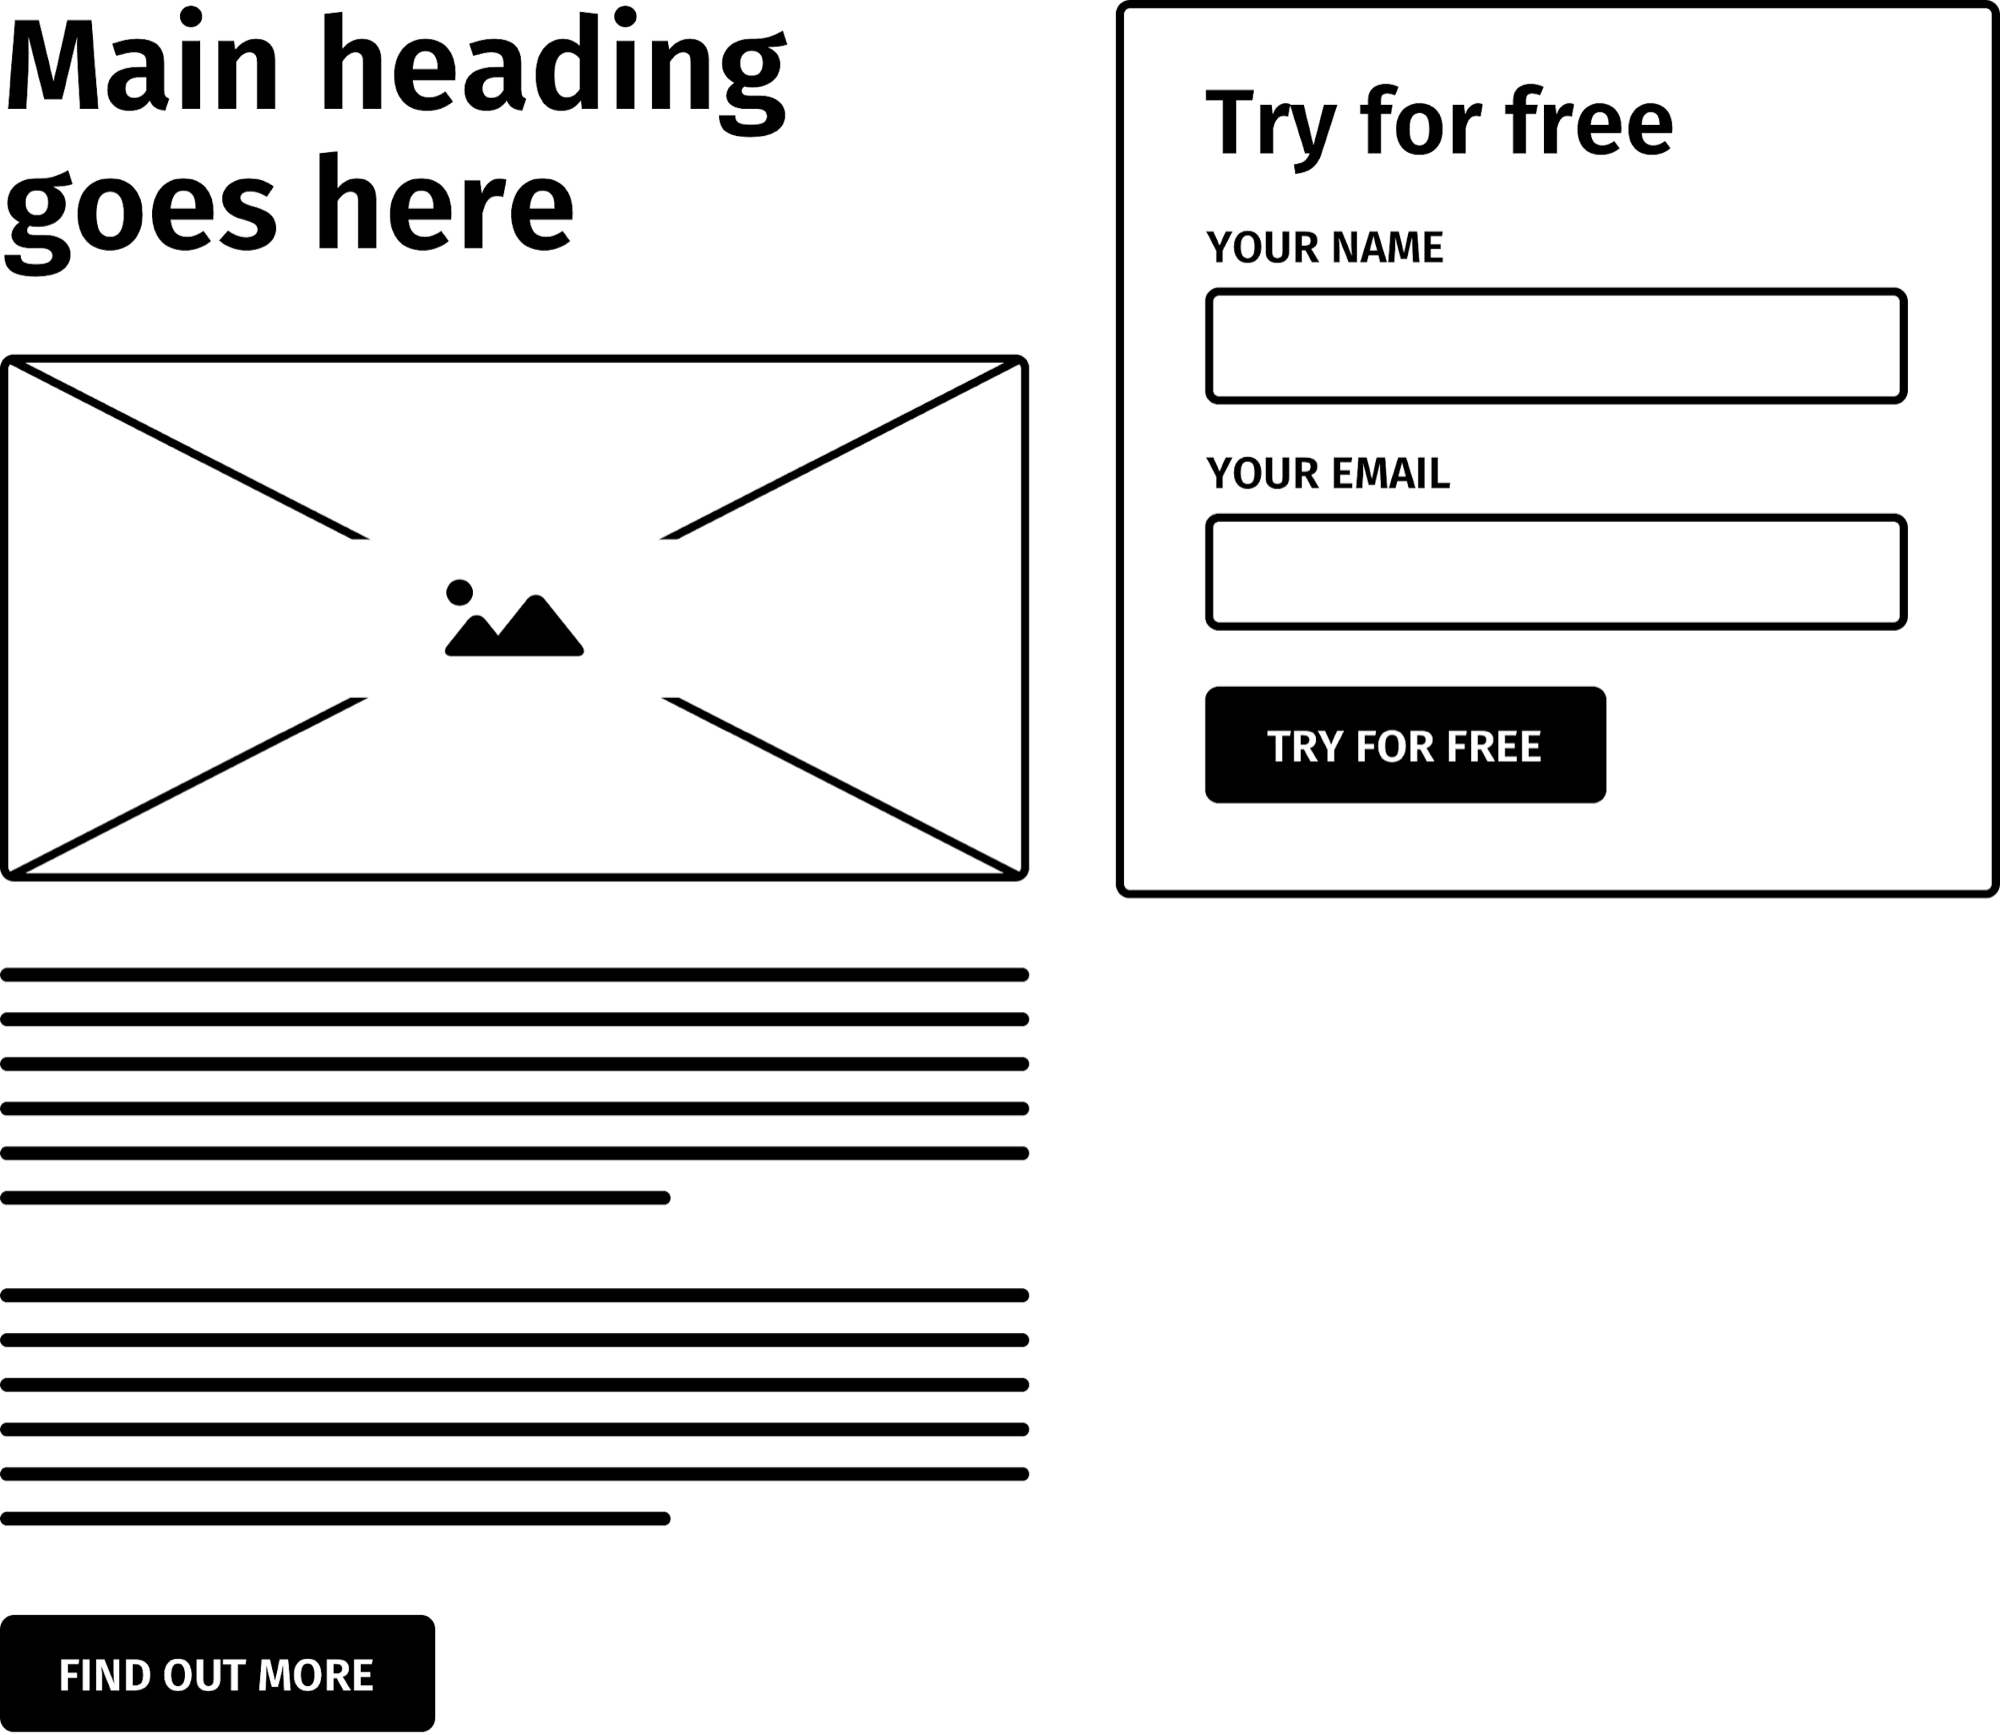 Main heading
goes here
FIND OUT MORE
Try for free
YOUR NAME
YOUR EMAIL
TRY FOR FREE